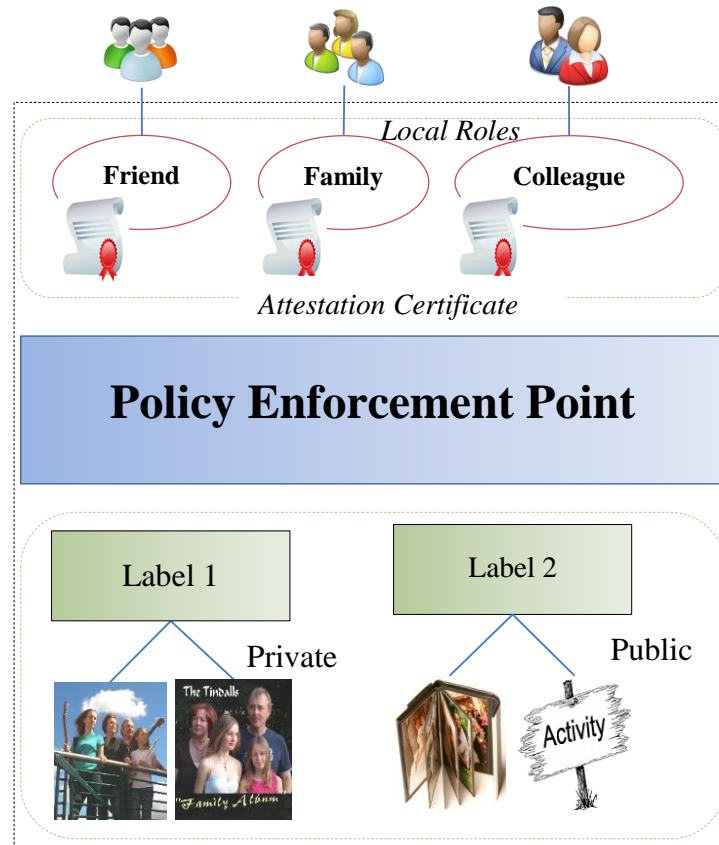 Local Roles
Friend
Family
Colleague
Attestation Certificate
Policy Enforcement Point
Label 1
Label 2
Private
Public
The Tindalls
"Family Album"
Activity